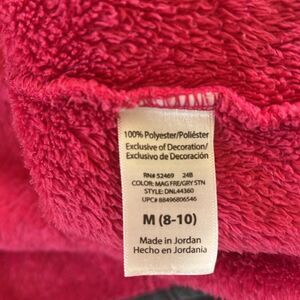 100% Polyester/Poliéster
Exclusive of Decoration/
Exclusivo de Decoración
RN# 52469 24B
COLOR: MAG FRE/GRY STN
STYLE: DNL44360
UPC# 88496806546
M (8-10)
Made in Jordan
Hecho en Jordania